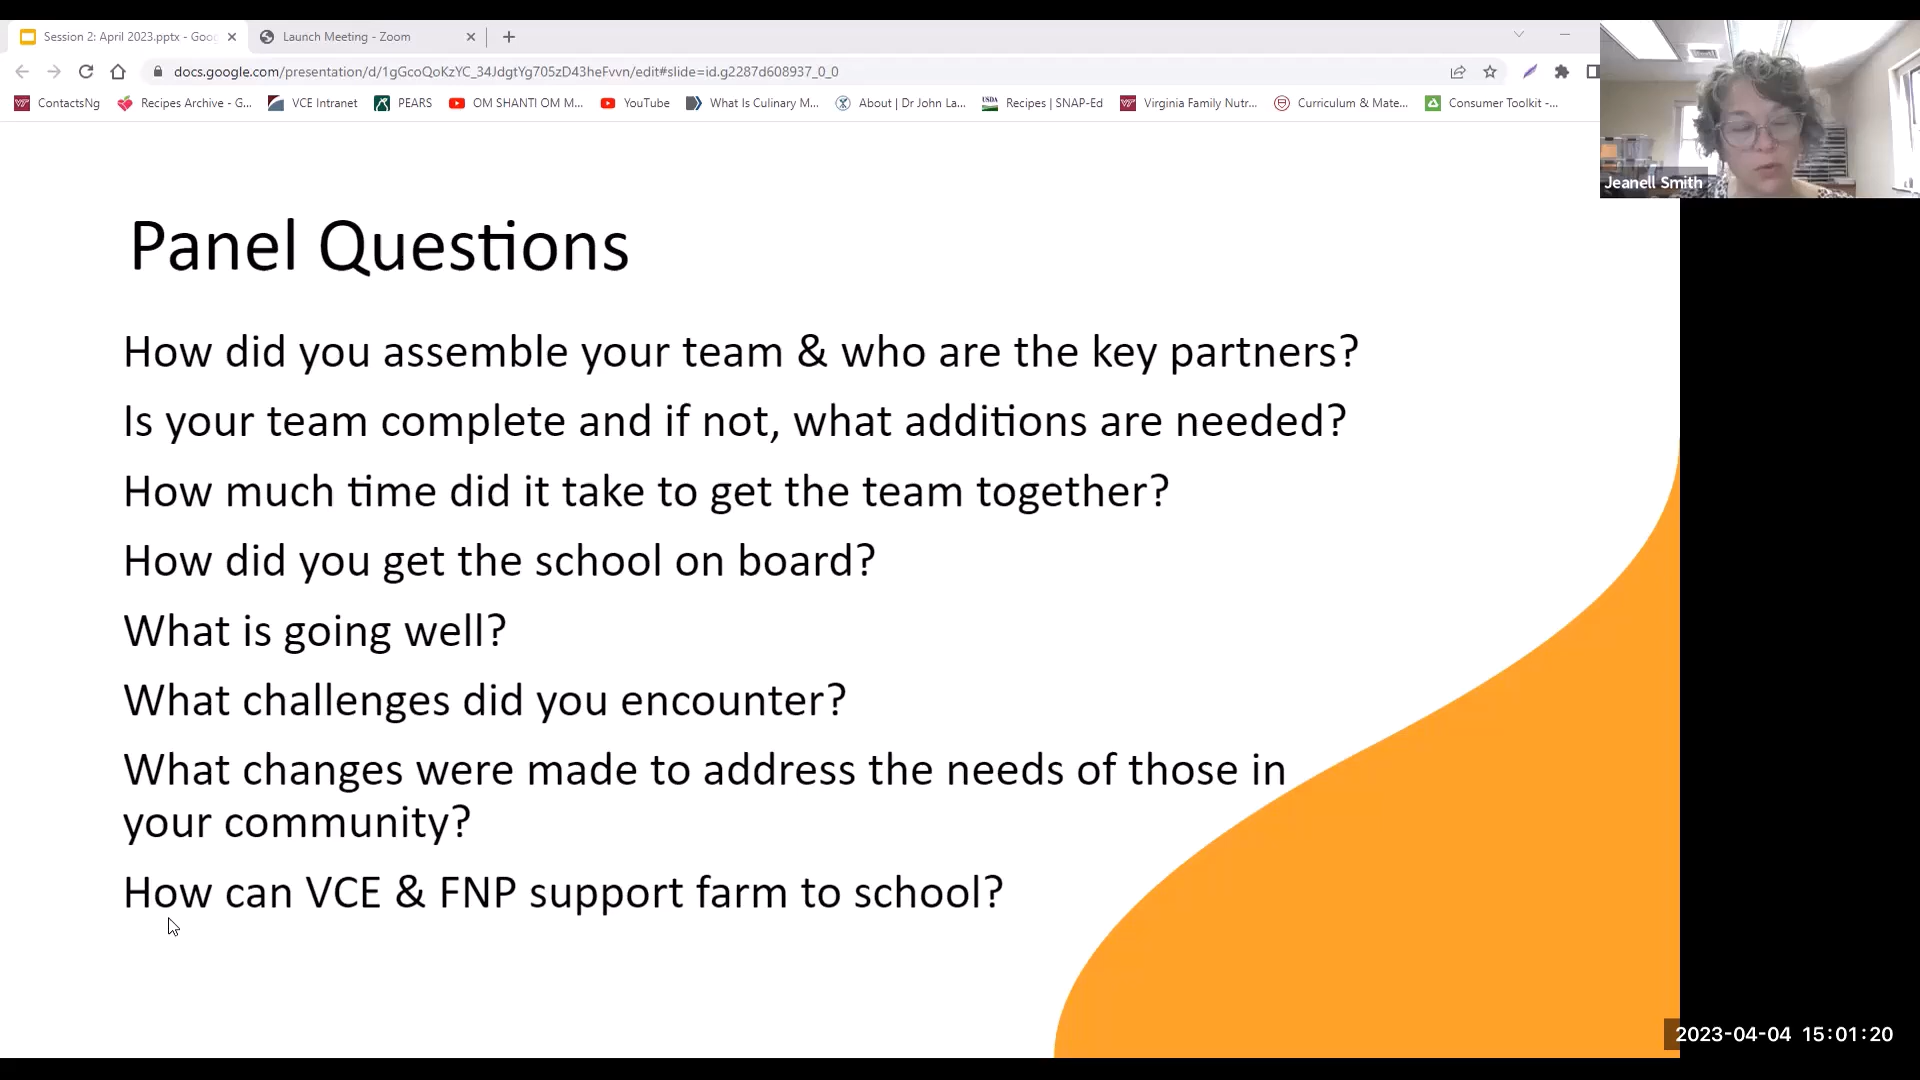 Session 2: April 2023.pptx - Goog
Launch Meeting - Zoom
docs.google.com/presentation/d/1gGcoQoKzYC_34JdgtYg705zD43heFvvn/edit#slide=id.g2287d608937_0_0
ContactsNg
Recipes Archive - G...
VCE Intranet
PEARS
OM SHANTI OM M...
YouTube
What Is Culinary M...
About | Dr John La...
USDA
Recipes | SNAP-Ed
Virginia Family Nutr...
Curriculum & Mate...
Consumer Toolkit -...
Jeanell Smith
Panel Questions
How did you assemble your team & who are the key partners?
Is your team complete and if not, what additions are needed?
How much time did it take to get the team together?
How did you get the school on board?
What is going well?
What challenges did you encounter?
What changes were made to address the needs of those in
your community?
How can VCE & FNP support farm to school?
2023-04-04 15:01:20